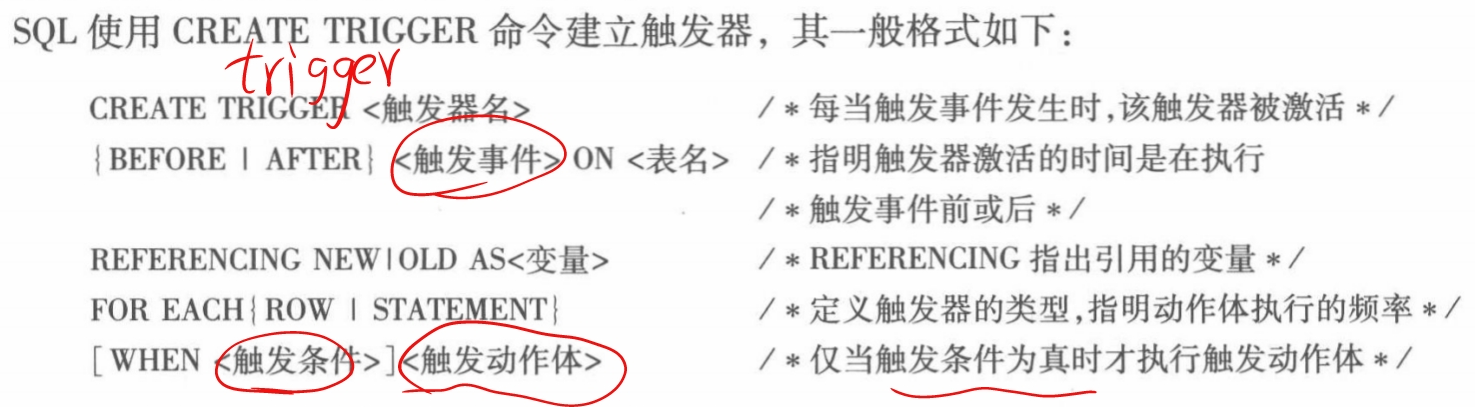 SQL 使用 CREATE TRIGGER 命令建立触发器，其一般格式如下：
trigger
CREATE TRIGGER <触发器名> /*每当触发事件发生时,该触发器被激活*/
{BEFORE | AFTER} <触发事件> ON <表名> /*指明触发器激活的时间是在执行
/*触发事件前或后*/
REFERENCING NEW|OLD AS<变量> /*REFERENCING 指出引用的变量*/
FOR EACH{ROW | STATEMENT} /*定义触发器的类型,指明动作体执行的频率*/
[WHEN <触发条件>]<触发动作体> /*仅当触发条件为真时才执行触发动作体*/